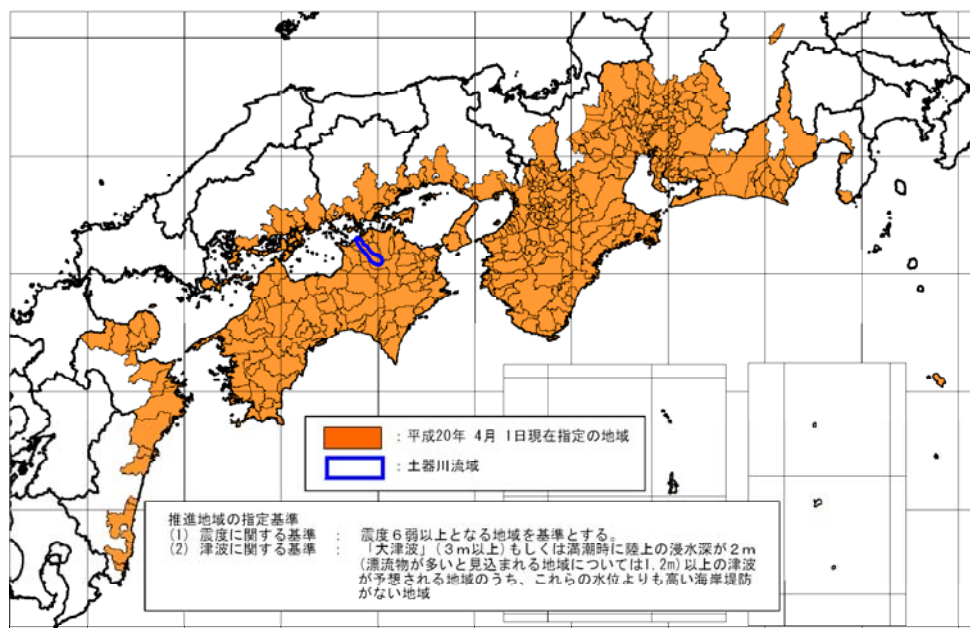 ：平成20年 4月 1日現在指定の地域
：土器川流域
推進地域の指定基準
(1) 震度に関する基準　：　震度６弱以上となる地域を基準とする。
(2) 津波に関する基準　：　「大津波」(３ｍ以上)もしくは満潮時に陸上の浸水深が２ｍ
(漂流物が多いと見込まれる地域については1.2m)以上の津波
が予想される地域のうち、これらの水位よりも高い海岸堤防
がない地域